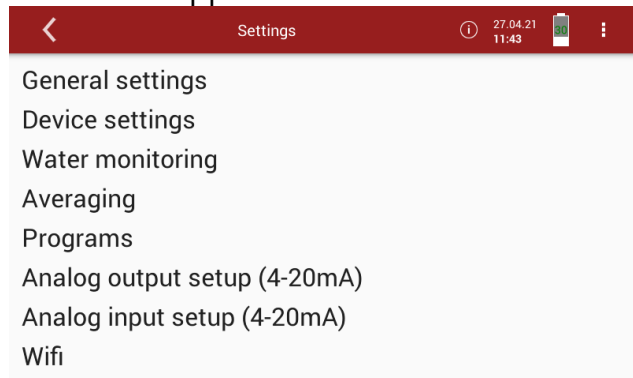 Settings
27.04.21
11:43
30
General settings
Device settings
Water monitoring
Averaging
Programs
Analog output setup (4-20mA)
Analog input setup (4-20mA)
Wifi